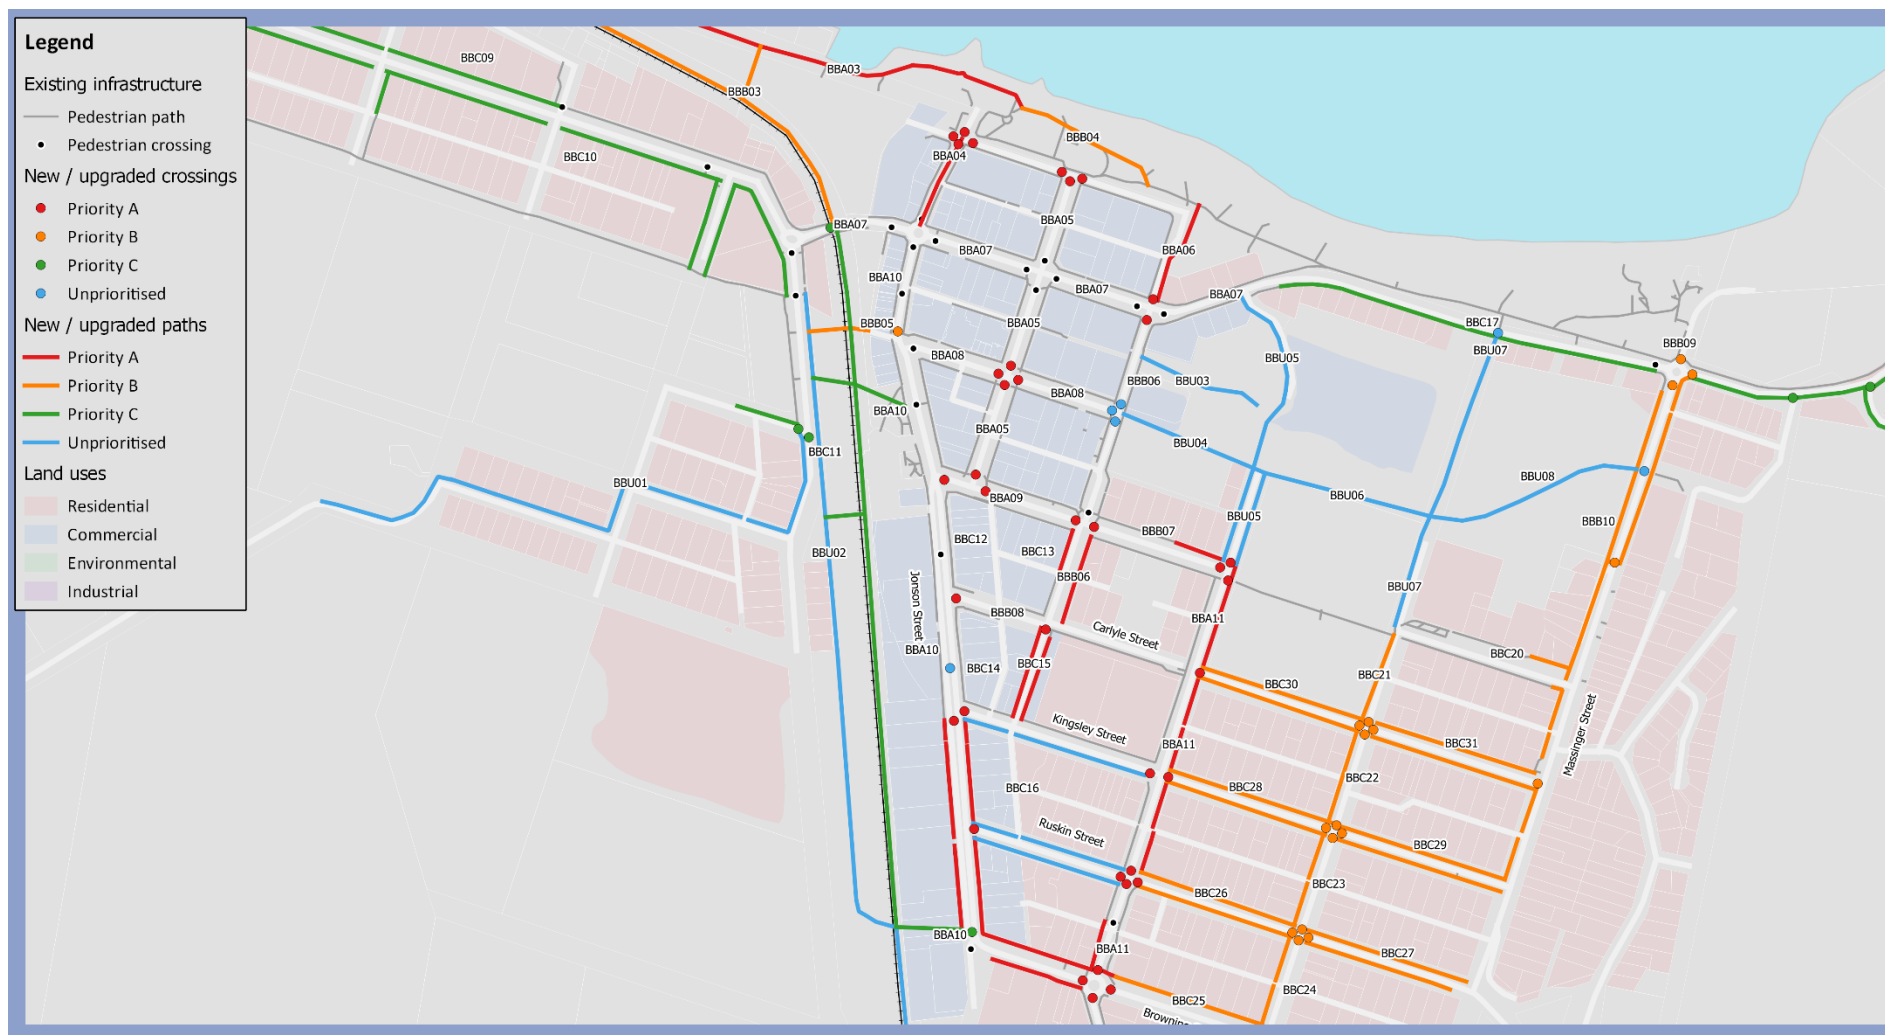 Legend
Existing infrastructure
Pedestrian path
Pedestrian crossing
New / upgraded crossings
Priority A
Priority B
Priority C
Unprioritised
New / upgraded paths
Priority A
Priority B
Priority C
Unprioritised
Land uses
Residential
Commercial
Environmental
Industrial
BBC09
BBB03
BBA03
BBB04
BBA04
BBC10
BBA07
BBA05
BBA07
BBA06
BBA10
BBA07
BBA07
BBB05
BBA05
BBC17
BBU07
BBB09
BBA08
BBU05
BBB06
BBU03
BBA08
BBA10
BBA05
BBU04
BBC11
BBU01
BBA09
BBU06
BBU08
BBU05
BBB07
BBB10
BBC12
BBC13
BBU02
BBB06
BBU07
Jonson Street
BBB08
BBA11
Carlyle Street
BBA10
BBC14
BBC15
BBC20
BBC21
BBC30
Massinger Street
Kingsley Street
BBA11
BBC31
BBC22
BBC16
BBC28
Ruskin Street
BBC29
BBC23
BBC26
BBA10
BBA11
BBC27
BBC24
BBC25
Browning